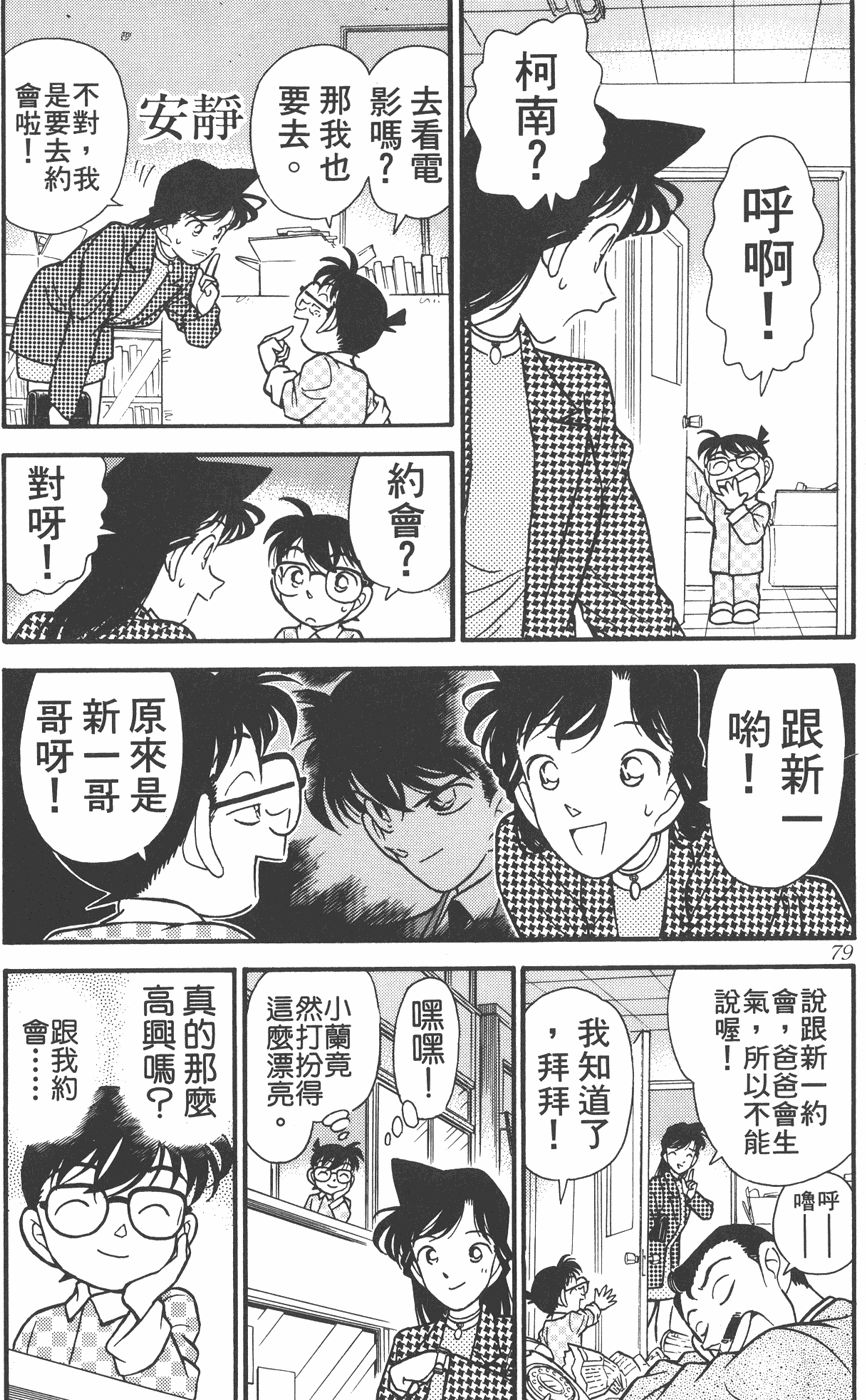 柯南？
呼啊！
去看電
影嗎？
那我也
要去。
安靜
不對，我
是要去約
會啦！
約會？
對呀！
跟新一
喲！
原來是
新一哥
哥呀！
79
說跟新一約
會，爸爸會生
氣，所以不能
說喔！
呼
嚕
——
我知道了
，拜拜！
嘿嘿！
小蘭竟
然打扮得
這麼漂亮。
真的那麼
高興嗎？
跟我約
會……